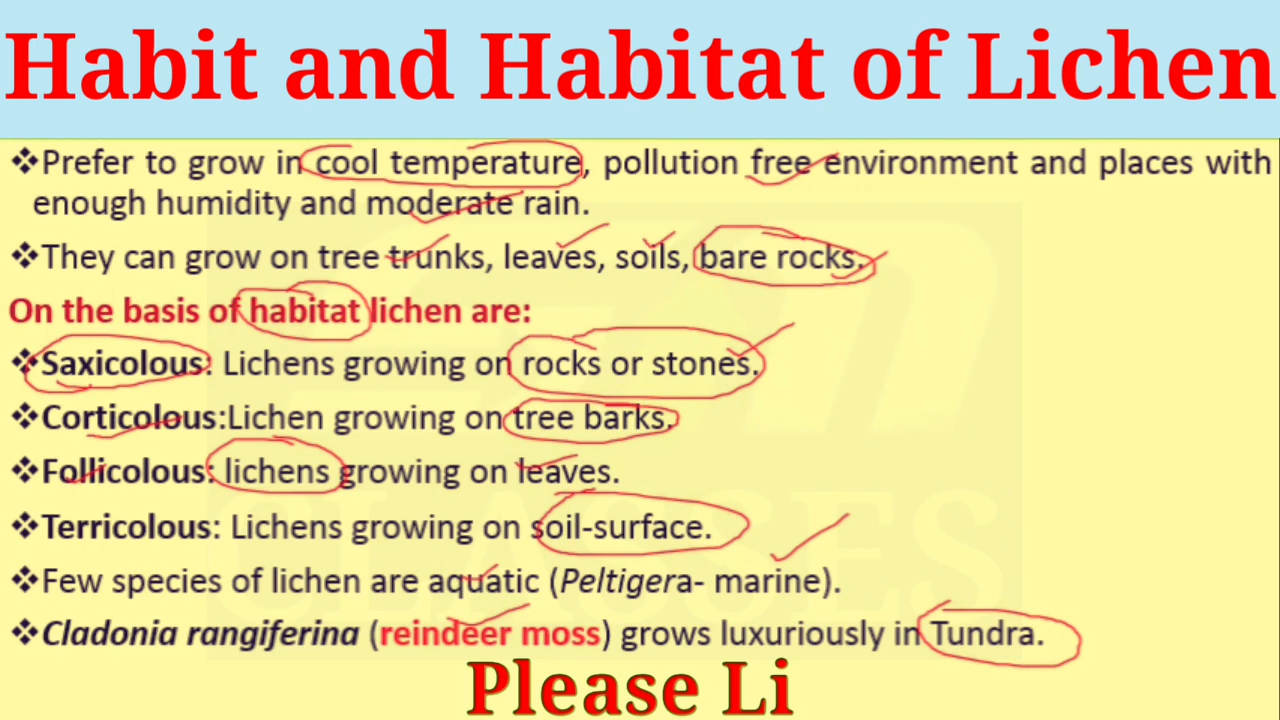 Habit and Habitat of Lichen
❖Prefer to grow in cool temperature, pollution free environment and places with
enough humidity and moderate rain.
❖They can grow on tree trunks, leaves, soils, bare rocks.
On the basis of habitat lichen are:
❖Saxicolous: Lichens growing on rocks or stones.
❖Corticolous:Lichen growing on tree barks.
❖Follicolous: lichens growing on leaves.
❖Terricolous: Lichens growing on soil-surface.
❖Few species of lichen are aquatic (Peltigera- marine).
❖Cladonia rangiferina (reindeer moss) grows luxuriously in Tundra.
Please Li